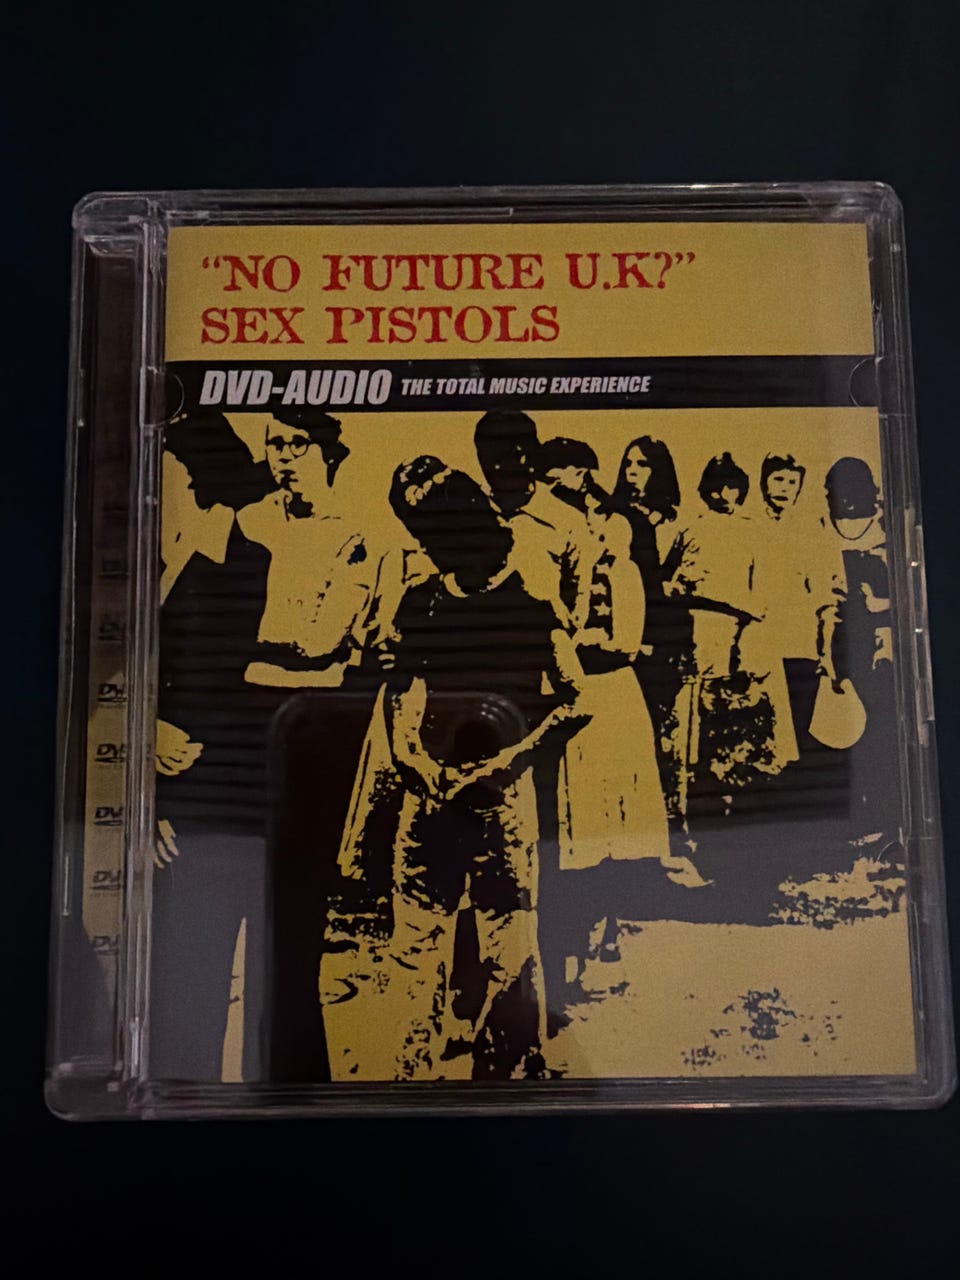 “NO FUTURE U.K?”
SEX PISTOLS
DVD-AUDIO THE TOTAL MUSIC EXPERIENCE